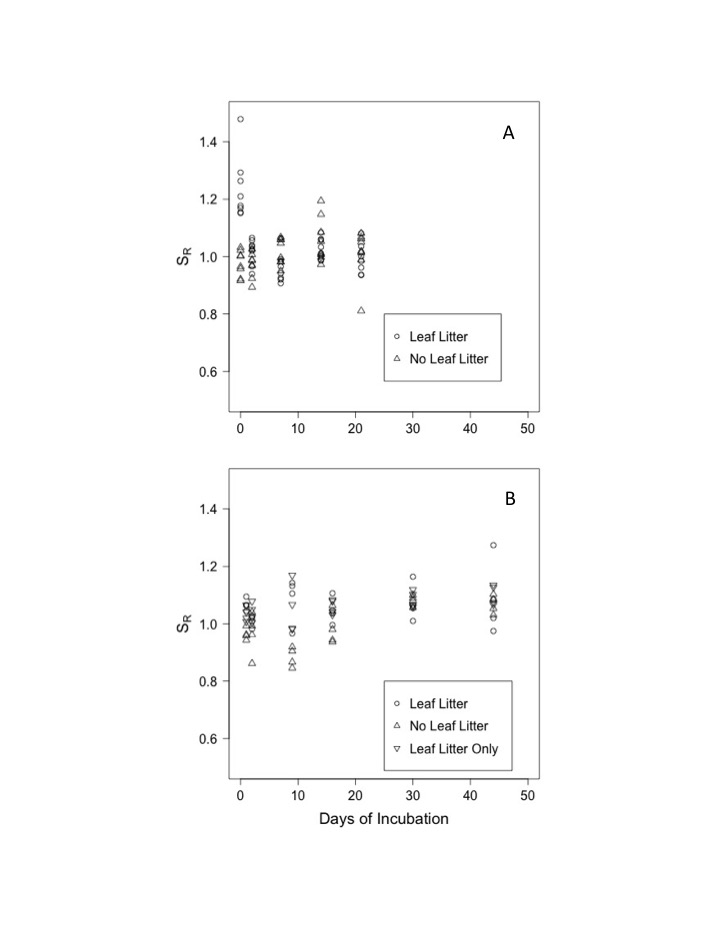 A
1.4
1.2
1.0
0.8
0.6
SR
Leaf Litter
No Leaf Litter
0 10 20 30 40 50
B
1.4
1.2
1.0
0.8
0.6
SR
Leaf Litter
No Leaf Litter
Leaf Litter Only
0 10 20 30 40 50
Days of Incubation